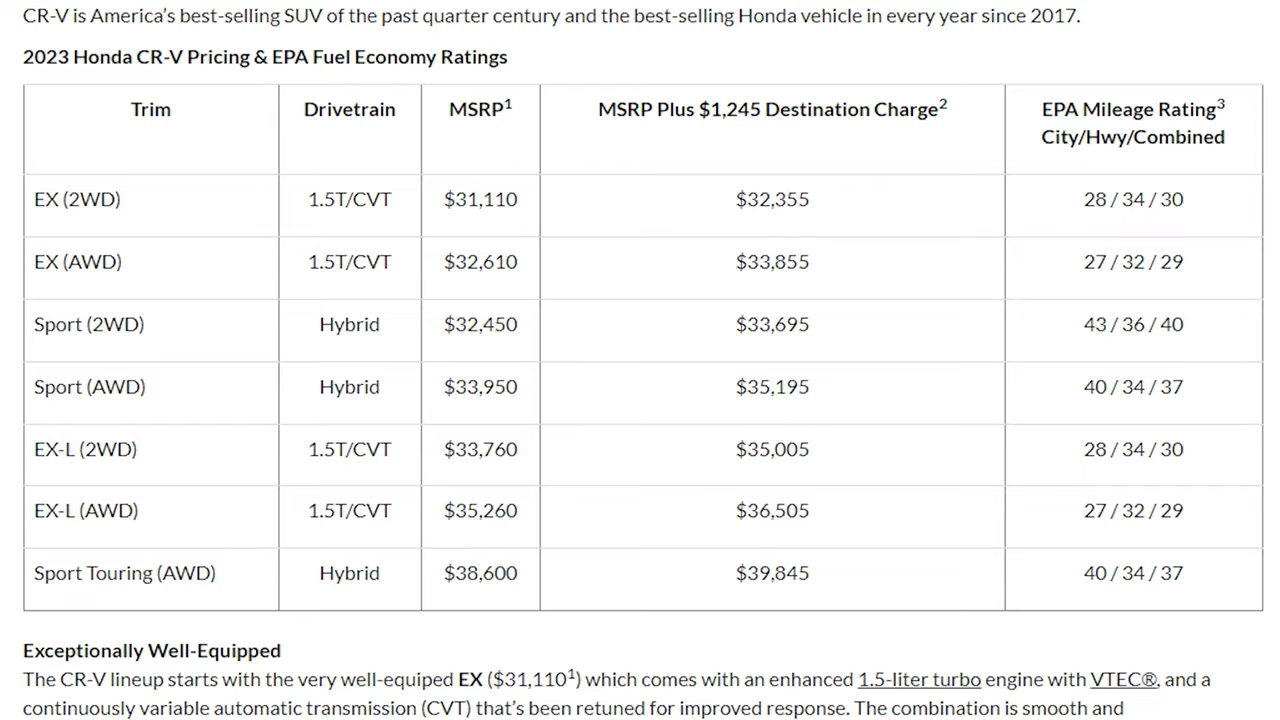 CR-V is America's best-selling SUV of the past quarter century and the best-selling Honda vehicle in every year since 2017.
2023 Honda CR-V Pricing & EPA Fuel Economy Ratings
Trim Drivetrain MSRP¹ MSRP Plus $1,245 Destination Charge² EPA Mileage Rating³
City/Hwy/Combined
EX (2WD) 1.5T/CVT $31,110 $32,355 28 / 34 / 30
EX (AWD) 1.5T/CVT $32,610 $33,855 27 / 32 / 29
Sport (2WD) Hybrid $32,450 $33,695 43 / 36 / 40
Sport (AWD) Hybrid $33,950 $35,195 40 / 34 / 37
EX-L (2WD) 1.5T/CVT $33,760 $35,005 28 / 34 / 30
EX-L (AWD) 1.5T/CVT $35,260 $36,505 27 / 32 / 29
Sport Touring (AWD) Hybrid $38,600 $39,845 40 / 34 / 37
Exceptionally Well-Equipped
The CR-V lineup starts with the very well-equiped EX ($31,110¹) which comes with an enhanced 1.5-liter turbo engine with VTEC®, and a
continuously variable automatic transmission (CVT) that's been retuned for improved response. The combination is smooth and